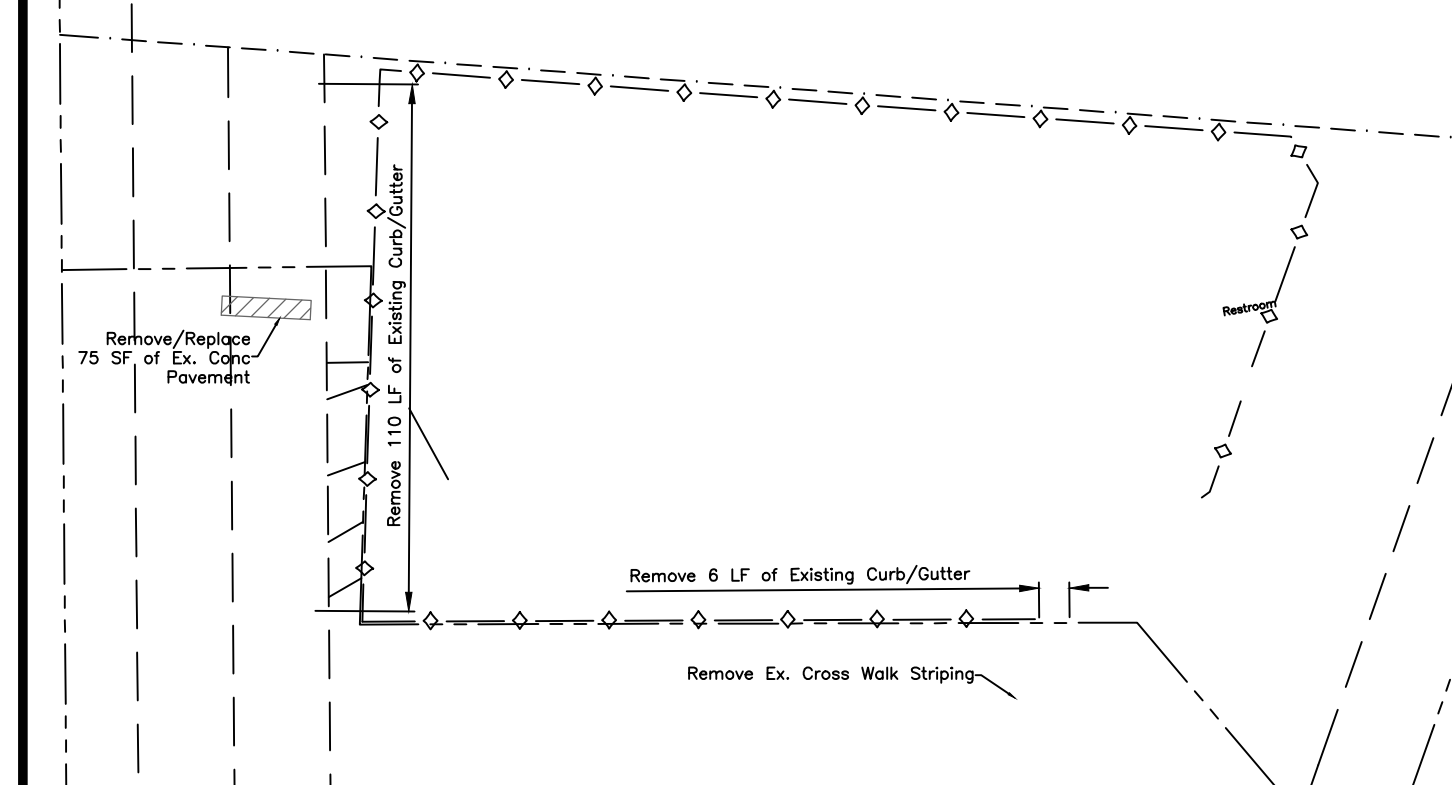 Remove 110 LF of Existing Curb/Gutter
Restroom
Remove/Replace
75 SF of Ex. Conc
Pavement
Remove 6 LF of Existing Curb/Gutter
Remove Ex. Cross Walk Striping